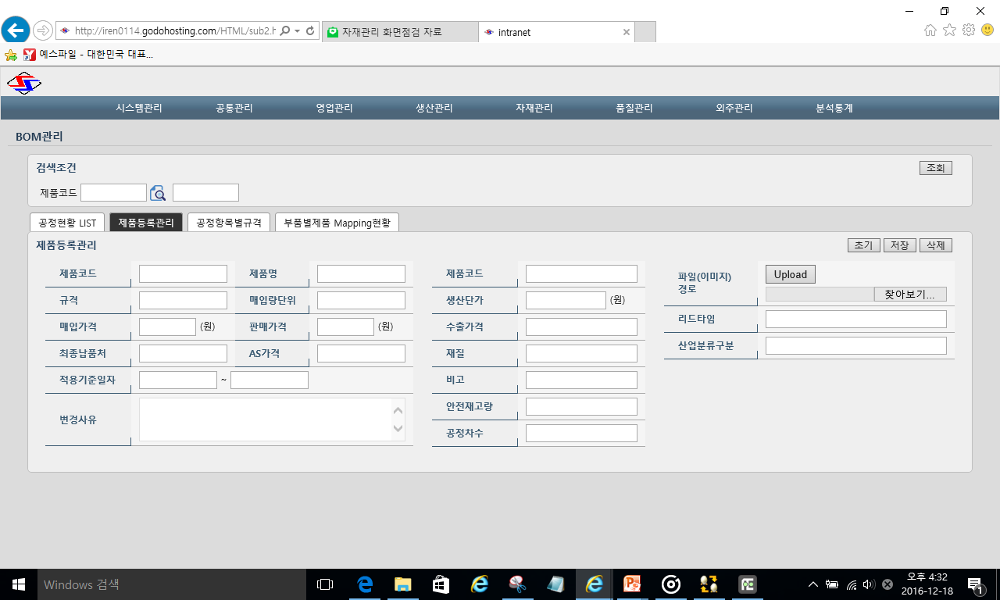 http://iren0114.godohosting.com/HTML/sub2.h
자재관리 화면점검 자료
intranet
예스파일 - 대한민국 대표...
시스템관리 공통관리 영업관리 생산관리 자재관리 품질관리 외주관리 분석통계
BOM관리
검색조건 조회
제품코드
공정현황 LIST 제품등록관리 공정항목별규격 부품별제품 Mapping현황
제품등록관리 초기 저장 삭제
제품코드 제품명 제품코드 파일(이미지) Upload
경로 찾아보기...
규격 매입량단위 생산단가 (원)
매입가격 (원) 판매가격 (원) 수출가격 리드타임
최종납품처 AS가격 재질 산업분류구분
적용기준일자 ~ 비고
변경사유 안전재고량
공정차수
Windows 검색
오후 4:32
2016-12-18
1